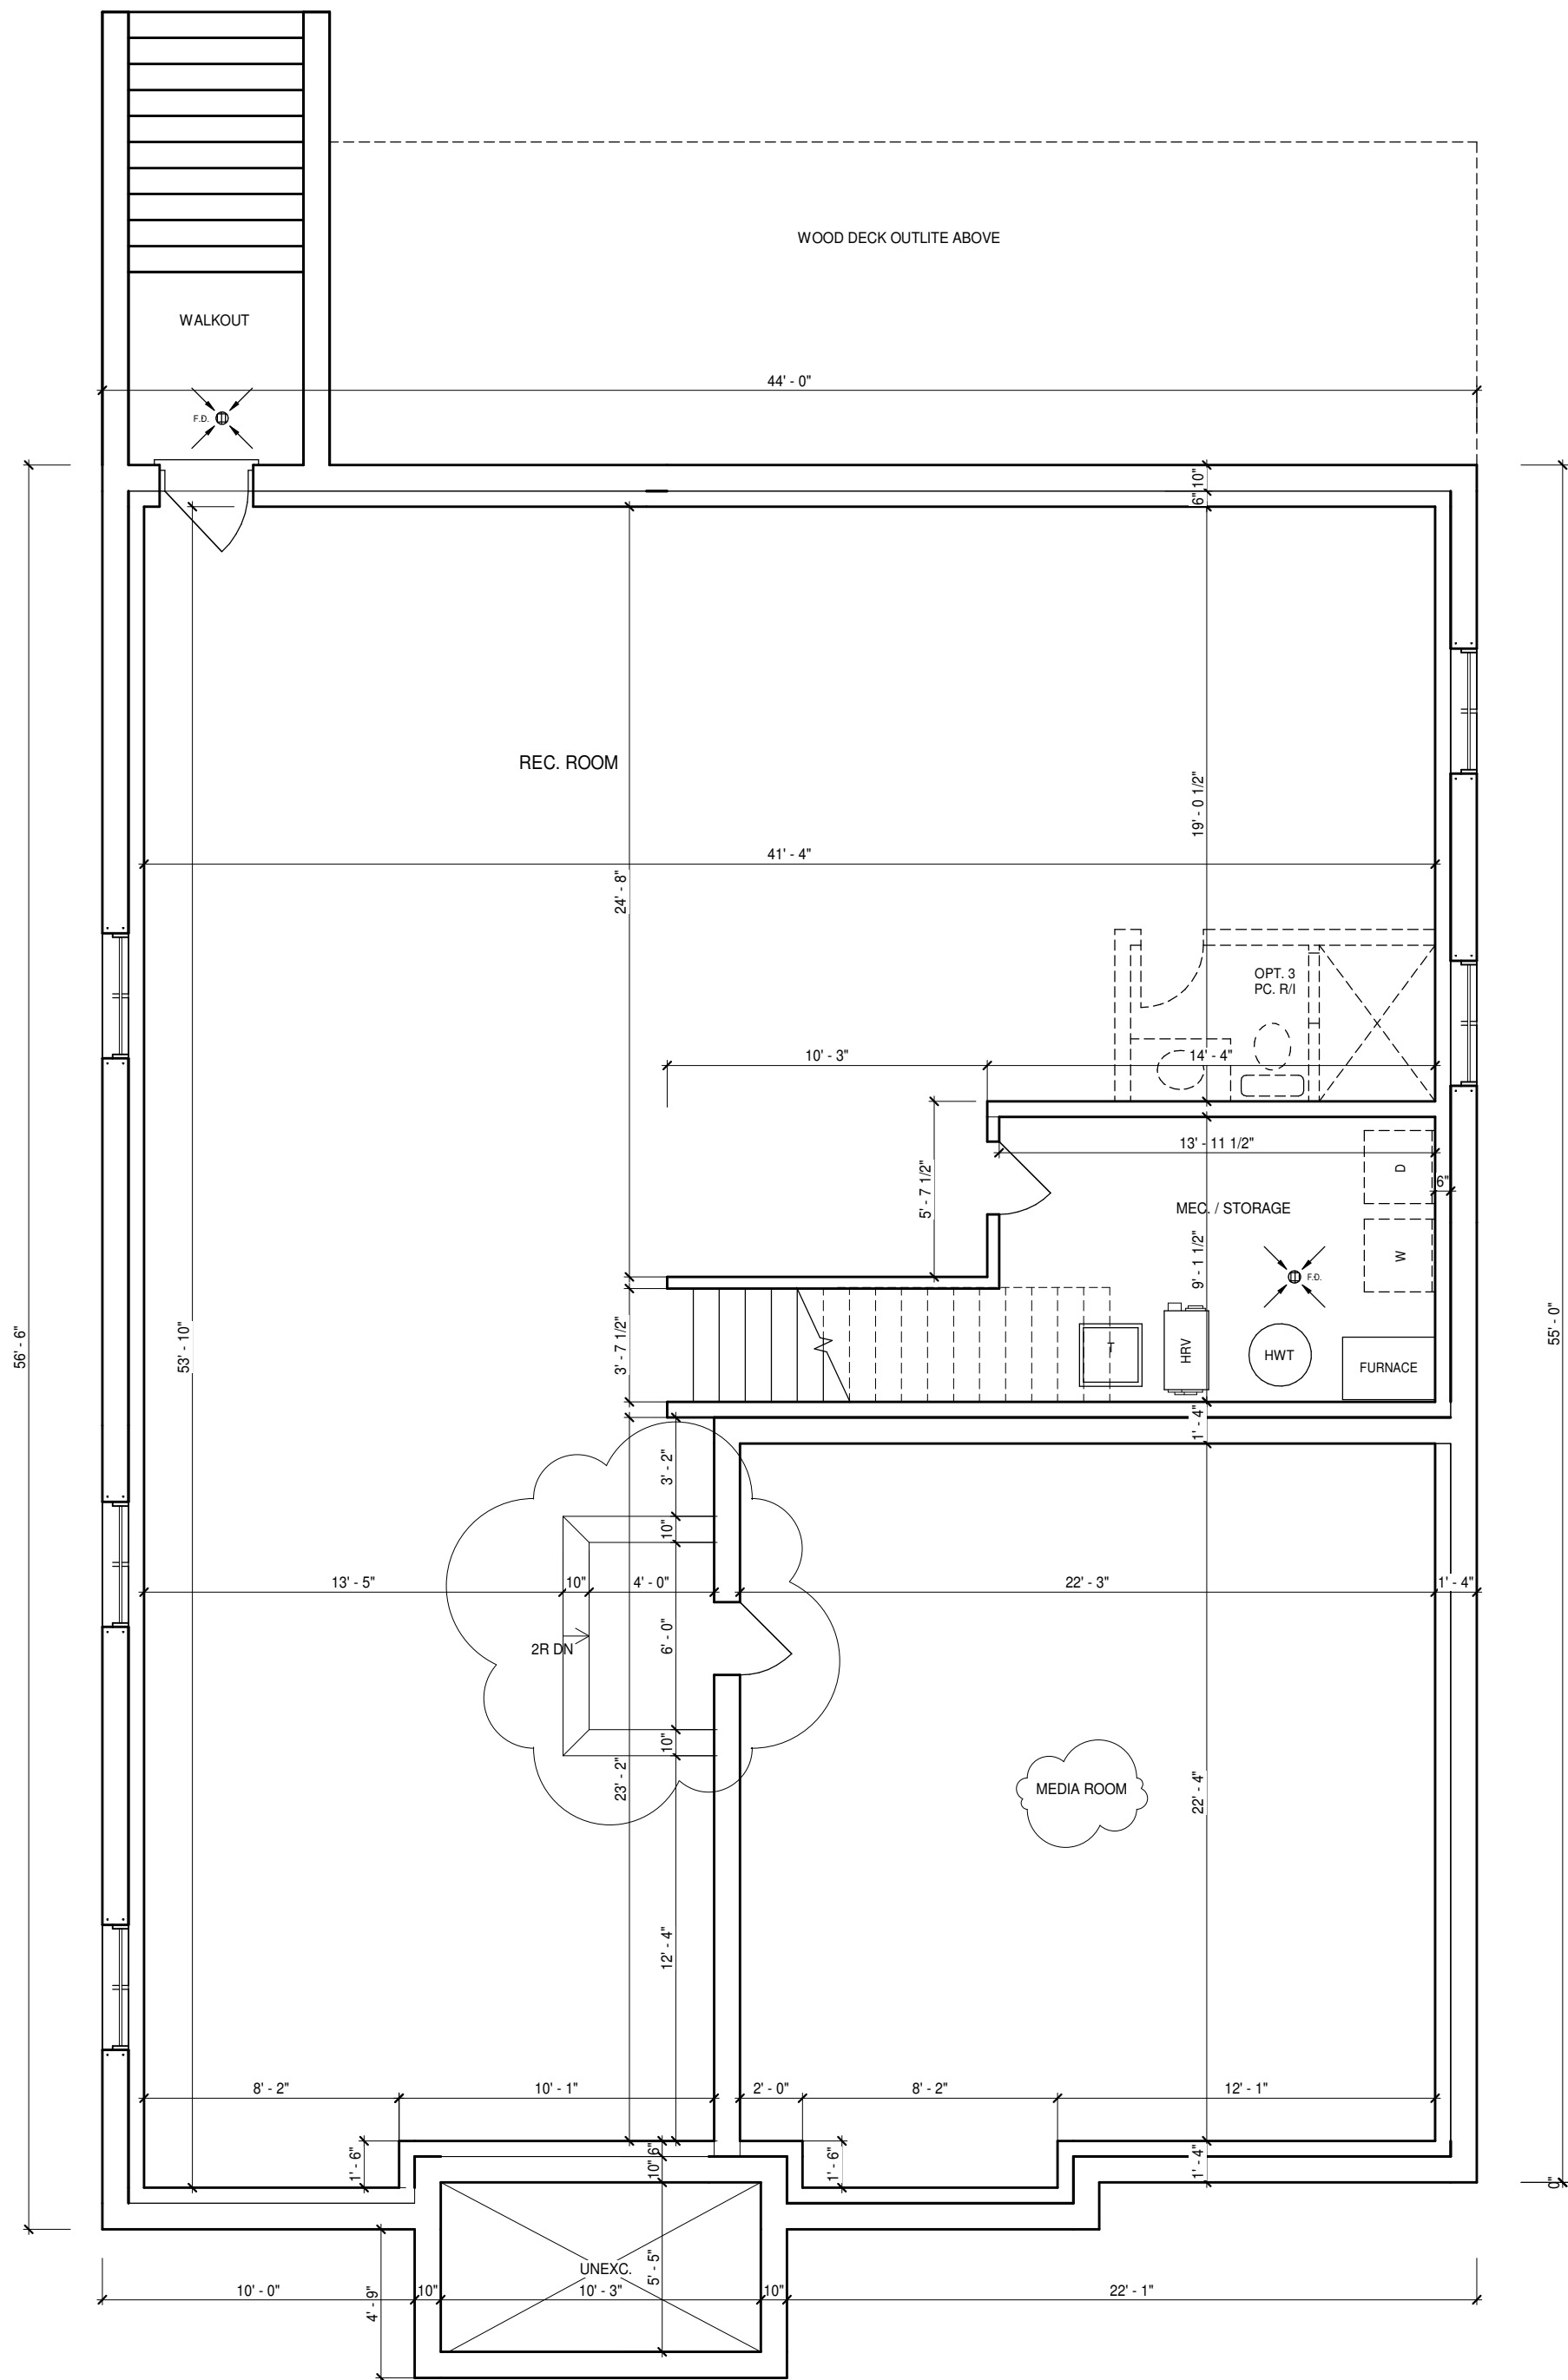 WOOD DECK OUTLITE ABOVE
WALKOUT
44' - 0"
F.D.
10"
6"
REC. ROOM
19' - 0 1/2"
41' - 4"
24' - 8"
OPT. 3
PC. R/I
10' - 3"
14' - 4"
13' - 11 1/2"
D
6"
5' - 7 1/2"
MEC. / STORAGE
W
9' - 1 1/2"
F.D.
56' - 6"
53' - 10"
3' - 7 1/2"
T
HRV
HWT
FURNACE
55' - 0"
1' - 4"
3' - 2"
10"
13' - 5"
10"
4' - 0"
22' - 3"
1' - 4"
6' - 0"
2R DN
10"
23' - 2"
MEDIA ROOM
22' - 4"
12' - 4"
8' - 2"
10' - 1"
2' - 0"
8' - 2"
12' - 1"
1' - 6"
6"
10"
1' - 6"
1' - 4"
0"
UNEXC.
5' - 5"
10' - 0"
4' - 9"
10"
10' - 3"
10"
22' - 1"